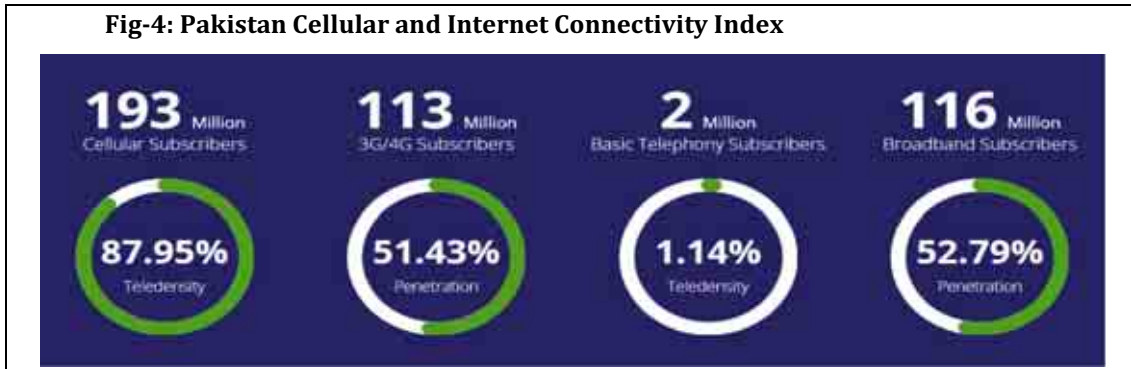 Fig-4: Pakistan Cellular and Internet Connectivity Index
193 Million
Cellular Subscribers
87.95%
Teledensity
113 Million
3G/4G Subscribers
51.43%
Penetration
2 Million
Basic Telephony Subscribers
1.14%
Teledensity
116 Million
Broadband Subscribers
52.79%
Penetration